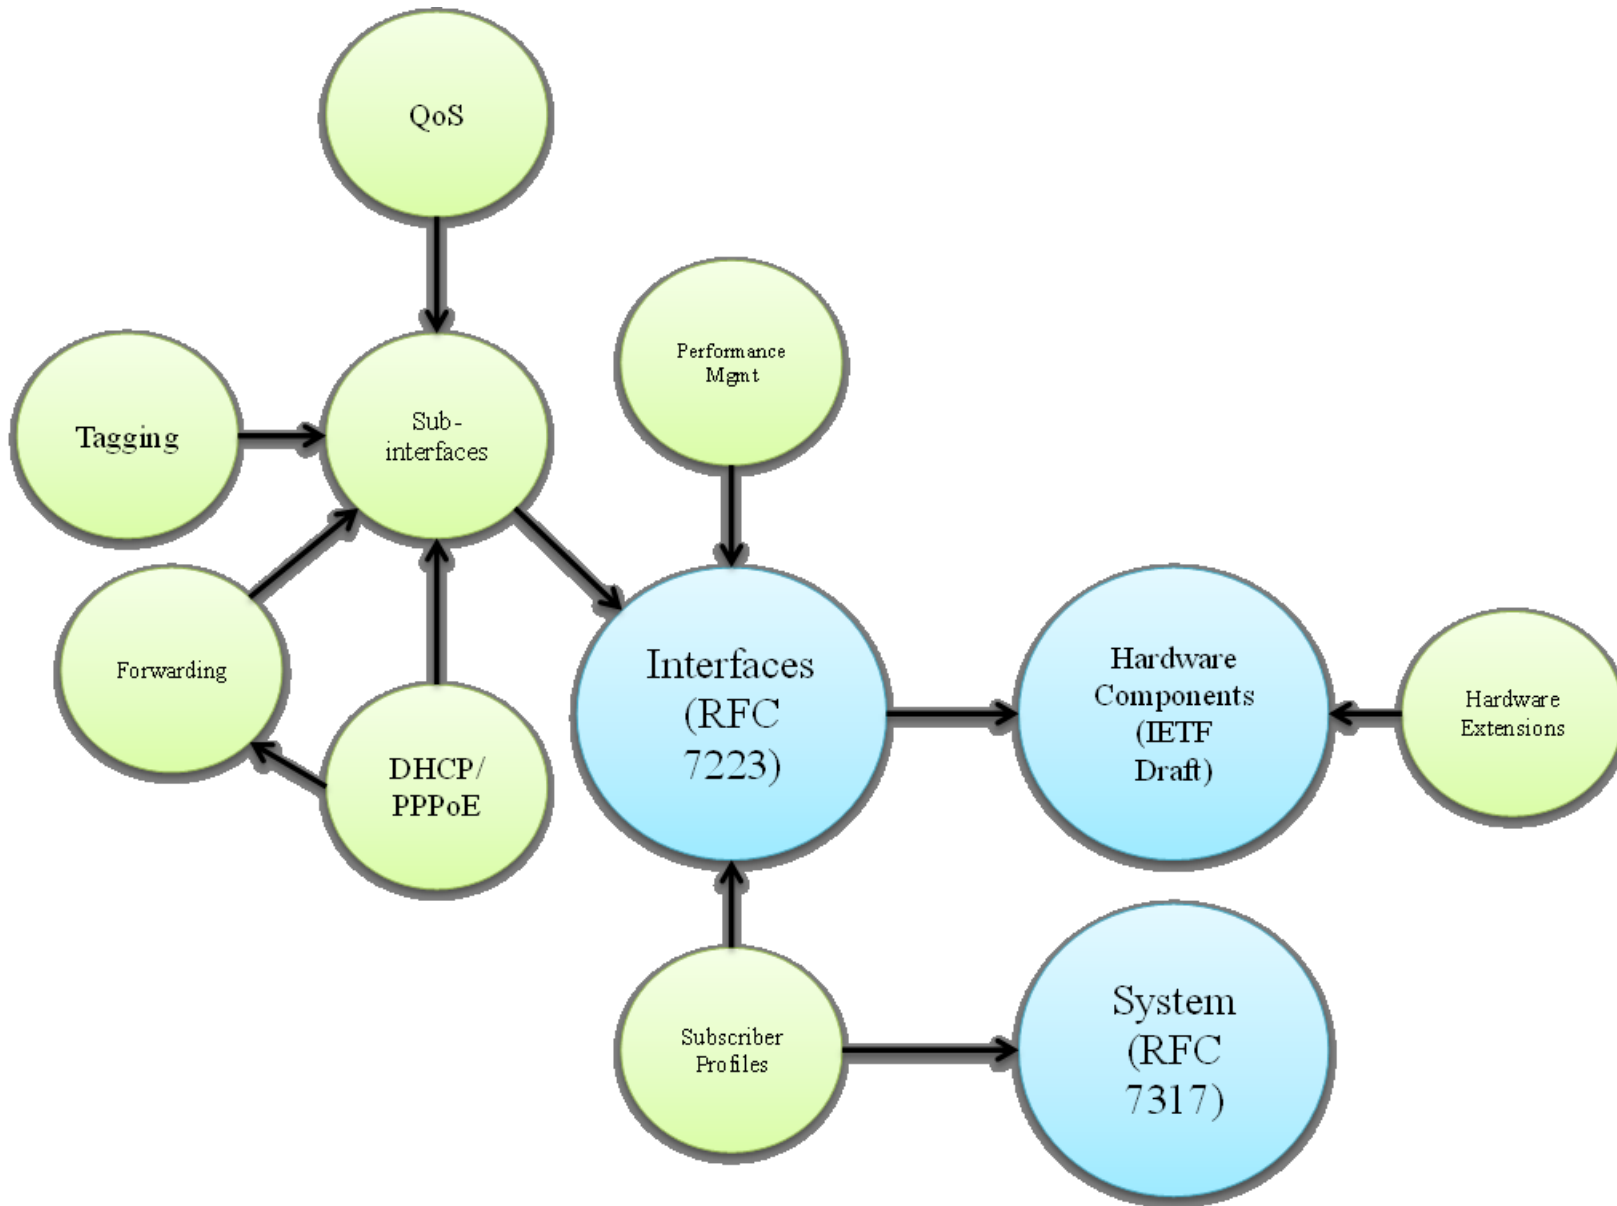 QoS
Performance
Mgmt
Tagging
Sub-
interfaces
Forwarding
DHCP/
PPPoE
Interfaces
(RFC
7223)
Hardware
Components
(IETF
Draft)
Hardware
Extensions
Subscriber
Profiles
System
(RFC
7317)